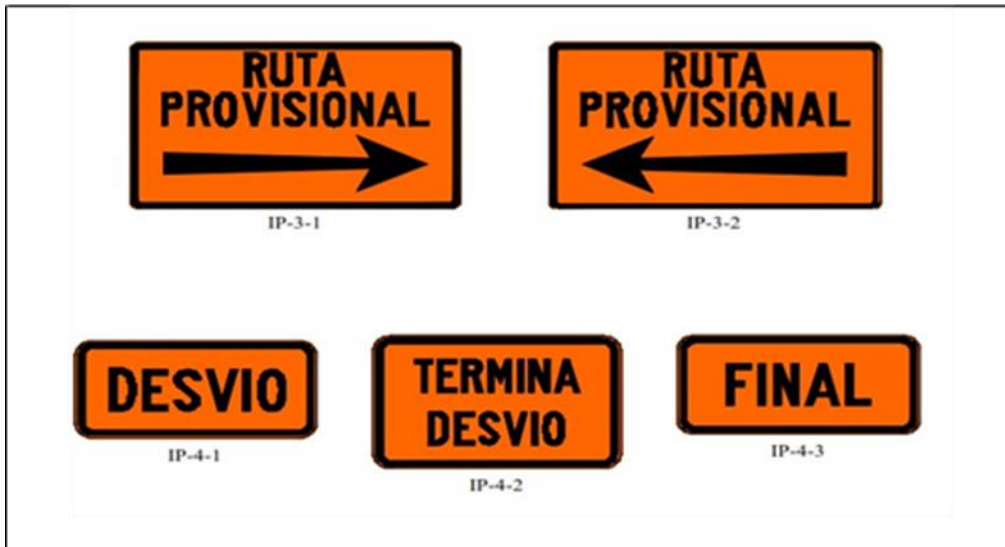 RUTA
PROVISIONAL
IP-3-1
RUTA
PROVISIONAL
IP-3-2
DESVIO
IP-4-1
TERMINA
DESVIO
IP-4-2
FINAL
IP-4-3